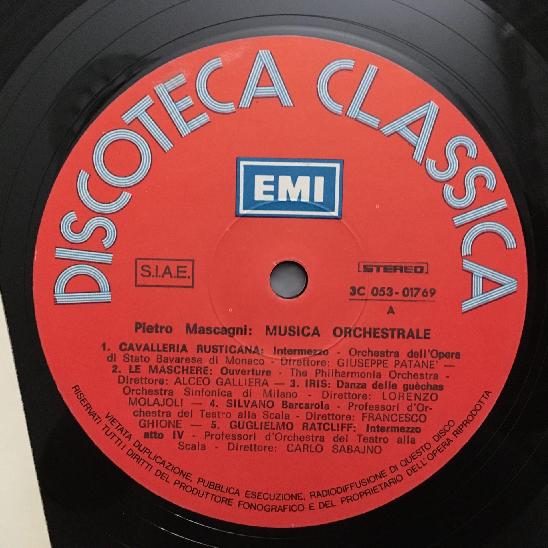 DISCOTECA CLASSICA
EMI
S.I.A.E.
STEREO
3C 053-01769
A
Pietro Mascagni: MUSICA ORCHESTRALE
1. CAVALLERIA RUSTICANA: Intermezzo - Orchestra dell'Opera
di Stato Bavarese di Monaco - Direttore: GIUSEPPE PATANE' —
2. LE MASCHERE: Ouverture - The Philharmonia Orchestra -
Direttore: ALCEO GALLIERA - 3. IRIS: Danza delle guèchas
Orchestra Sinfonica di Milano - Direttore: LORENZO
MOLAJOLI - 4. SILVANO Barcarola - Professori d'Or-
chestra del Teatro alla Scala - Direttore: FRANCESCO
GHIONE - 5. GUGLIELMO RATCLIFF: Intermezzo
atto IV - Professori d'Orchestra del Teatro alla
Scala - Direttore: CARLO SABAJNO
VIETATA DUPLICAZIONE, PUBBLICA ESECUZIONE, RADIODIFFUSIONE DI QUESTO DISCO
RISERVATI TUTTI I DIRITTI DEL PRODUTTORE FONOGRAFICO E DEL PROPRIETARIO DELL'OPERA RIPRODOTTA